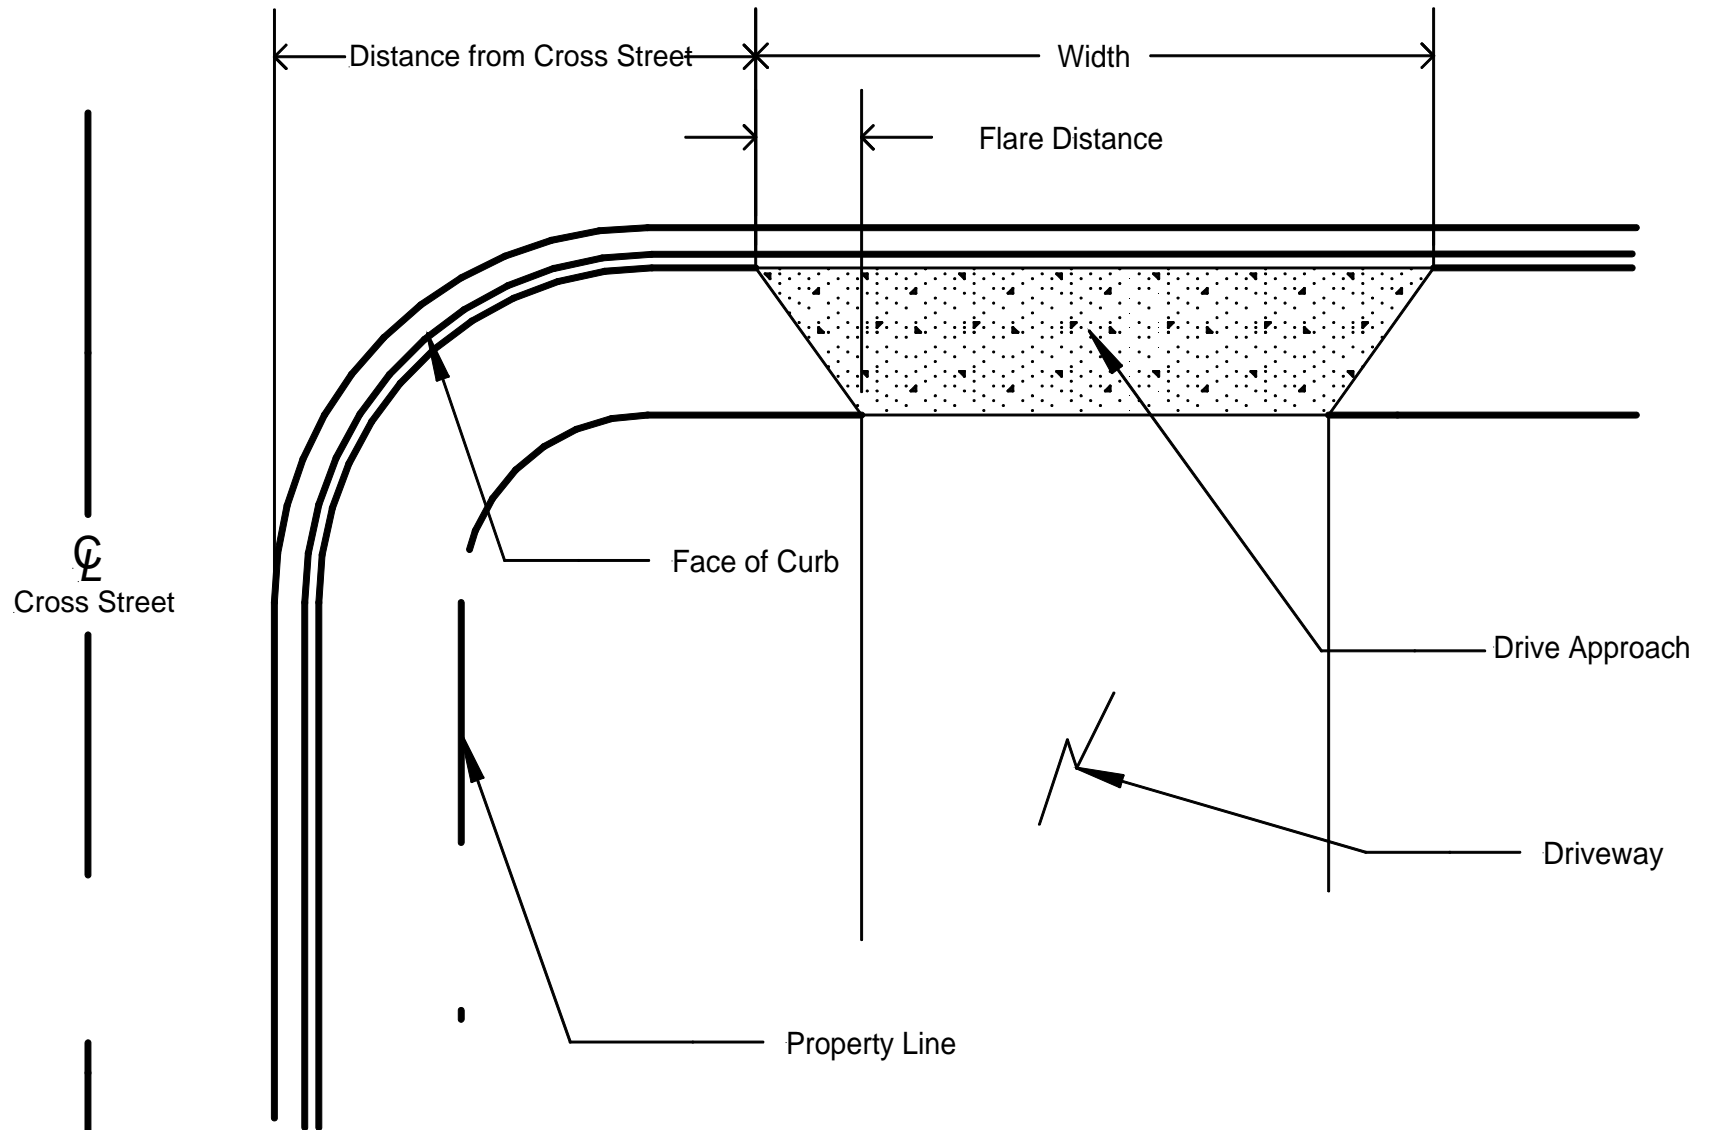 Distance from Cross Street
Width
Flare Distance
℄
Cross Street
Face of Curb
Drive Approach
Driveway
Property Line